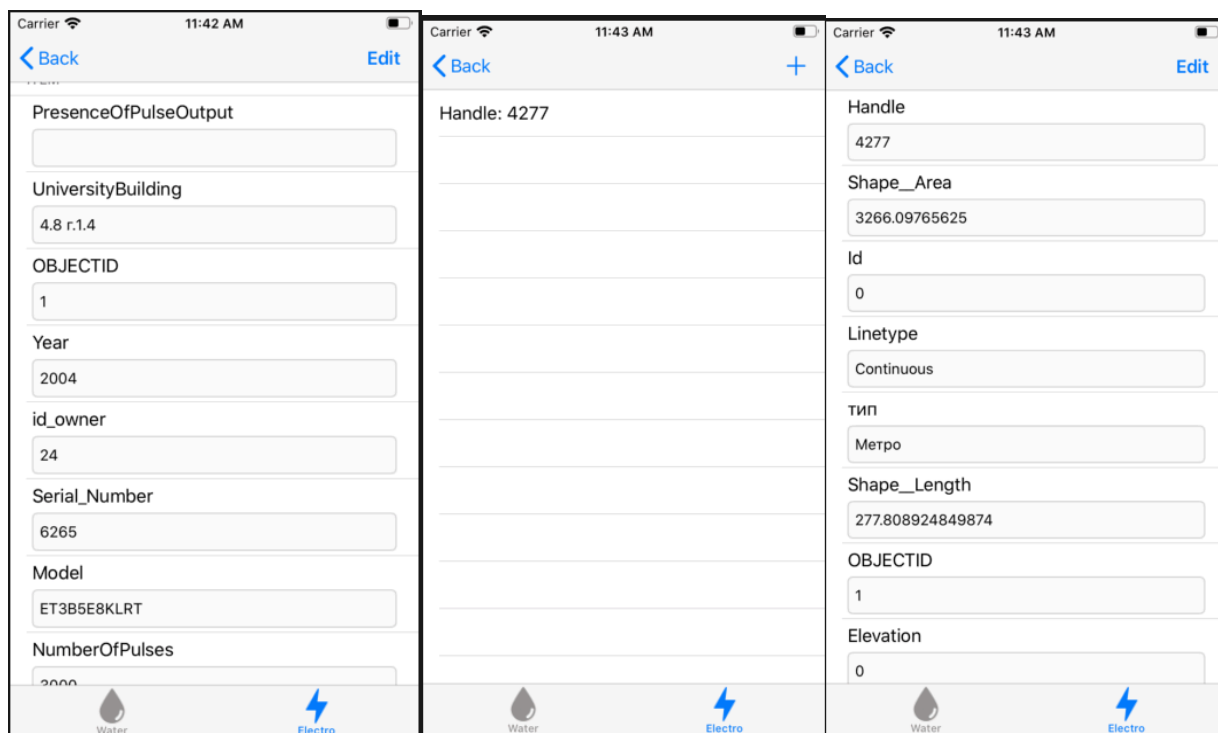 Carrier 11:42 AM
Back Edit
PresenceOfPulseOutput
UniversityBuilding
4.8 г.1.4
OBJECTID
1
Year
2004
id_owner
24
Serial_Number
6265
Model
ET3B5E8KLRT
NumberOfPulses
3000
Water Electro
Carrier 11:43 AM
Back +
Handle: 4277
Water Electro
Carrier 11:43 AM
Back Edit
Handle
4277
Shape__Area
3266.09765625
Id
0
Linetype
Continuous
тип
Метро
Shape__Length
277.808924849874
OBJECTID
1
Elevation
0
Water Electro